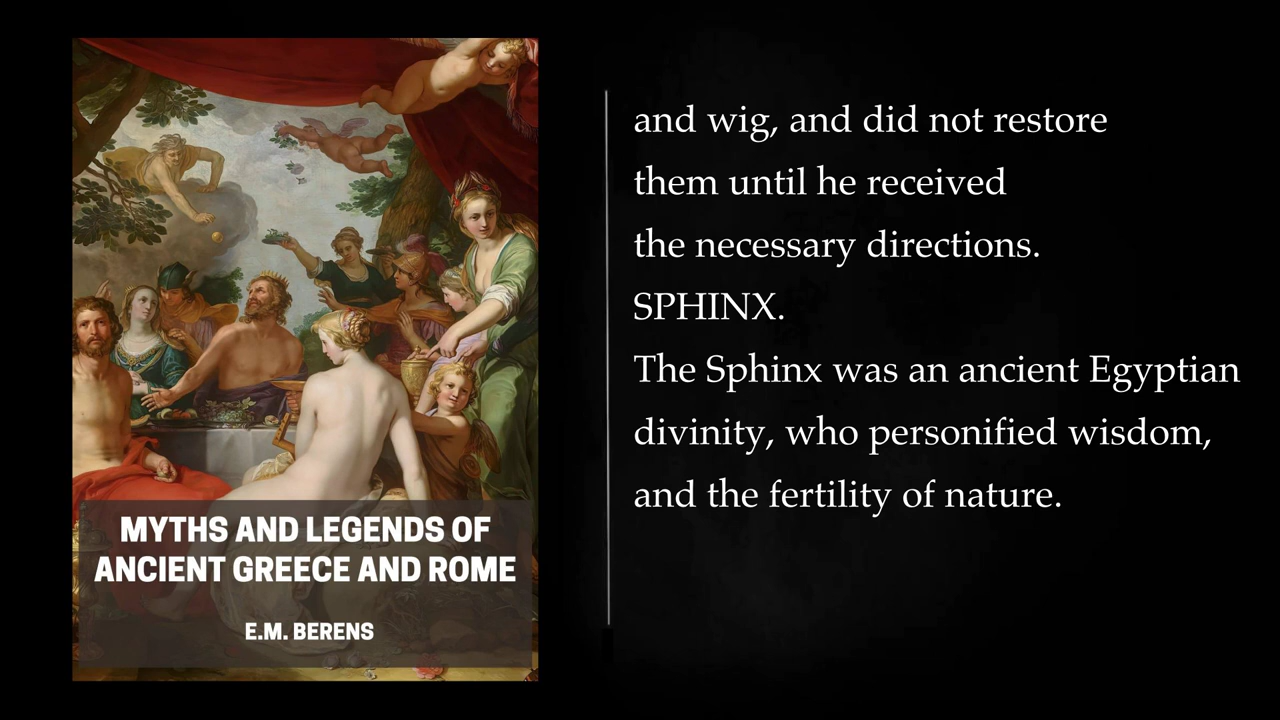 MYTHS AND LEGENDS OF
ANCIENT GREECE AND ROME
E.M. BERENS
and wig, and did not restore
them until he received
the necessary directions.
SPHINX.
The Sphinx was an ancient Egyptian
divinity, who personified wisdom,
and the fertility of nature.